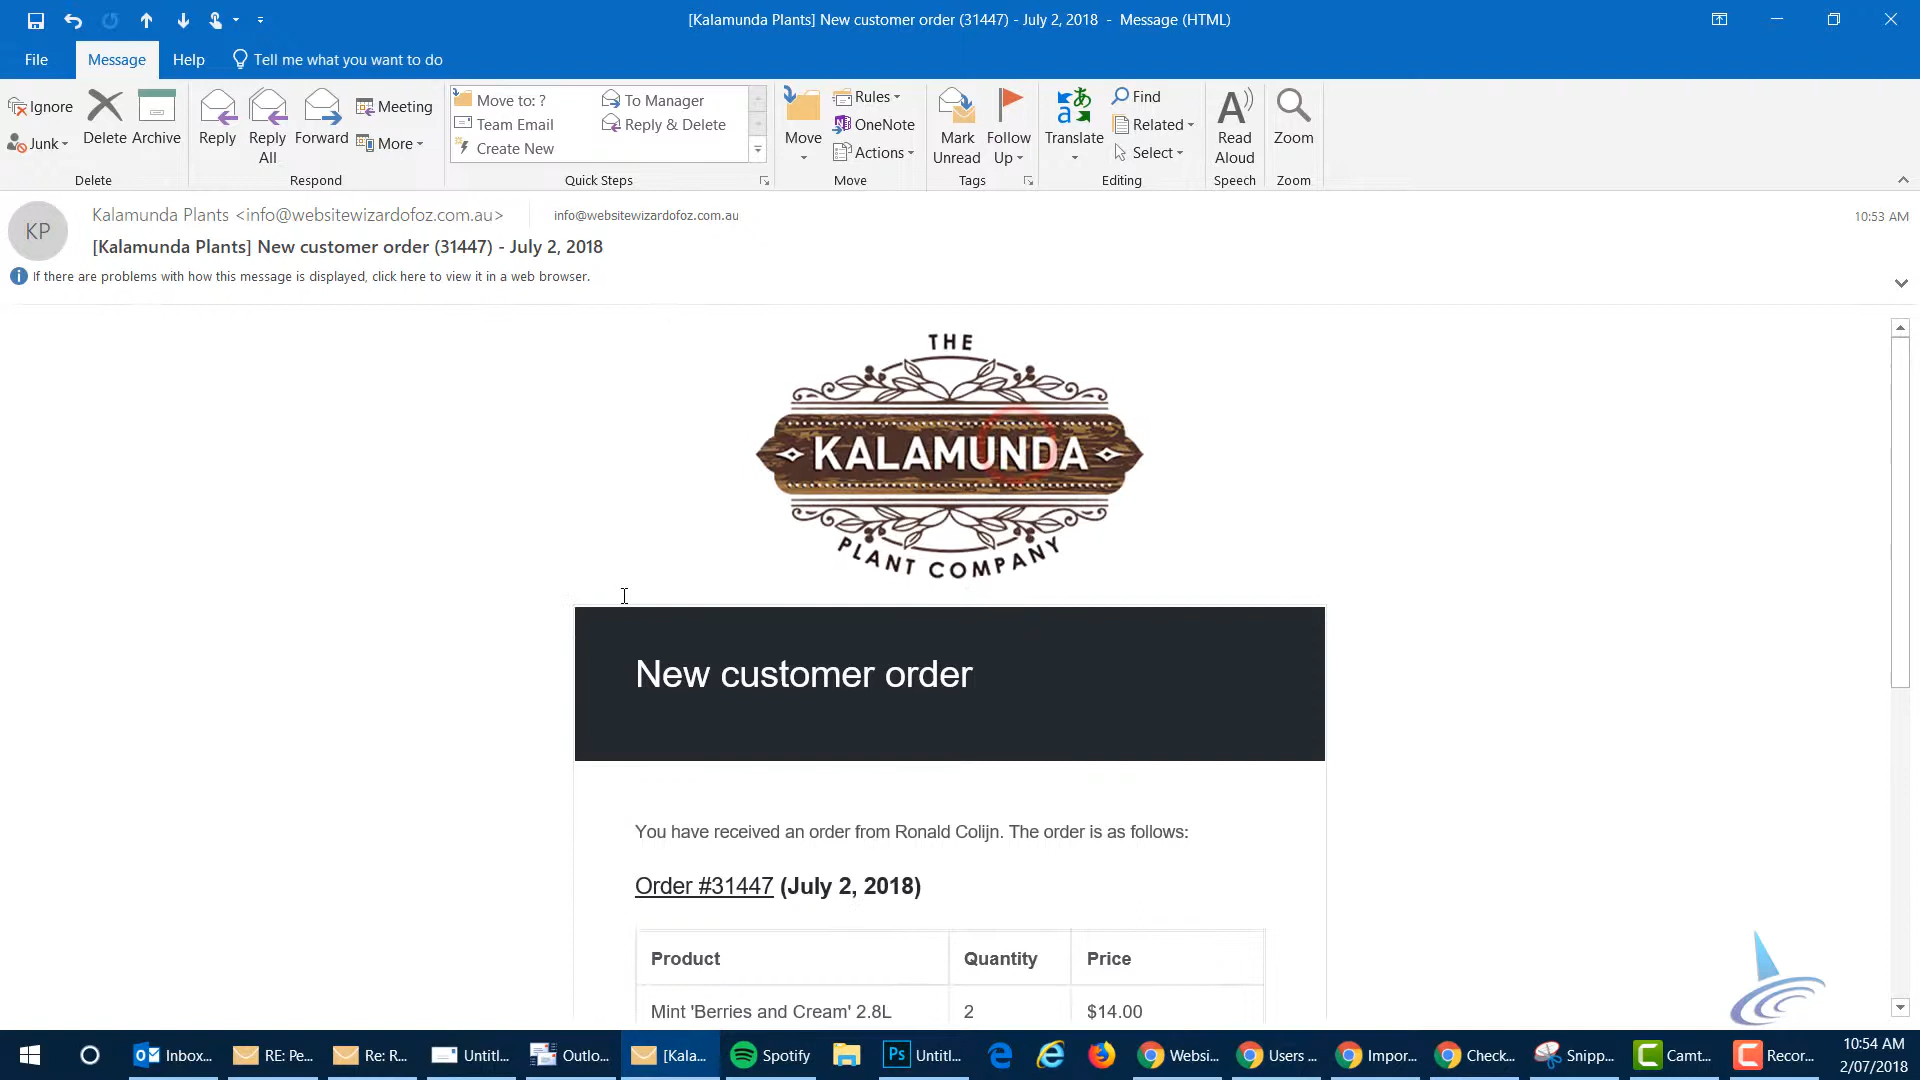 [Kalamunda Plants] New customer order (31447) - July 2, 2018 - Message (HTML)
File Message Help Tell me what you want to do
Ignore
Junk
Delete
Archive
Delete
Reply
Reply All
Forward
Meeting
More
Respond
Move to: ?
Team Email
Create New
To Manager
Reply & Delete
Quick Steps
Move
Rules
OneNote
Actions
Move
Mark Unread
Follow Up
Tags
Translate
Find
Related
Select
Editing
Read Aloud
Speech
Zoom
Zoom
KP
Kalamunda Plants <info@websitewizardofoz.com.au>
info@websitewizardofoz.com.au
10:53 AM
[Kalamunda Plants] New customer order (31447) - July 2, 2018
If there are problems with how this message is displayed, click here to view it in a web browser.
THE
KALAMUNDA
PLANT COMPANY
New customer order
You have received an order from Ronald Colijn. The order is as follows:
Order #31447 (July 2, 2018)
Product Quantity Price
Mint 'Berries and Cream' 2.8L 2 $14.00
Inbox... RE: Pe... Re: R... Untitl... Outlo... [Kala... Spotify Ps Untitl... Websi... Users ... Impor... Check... Snipp... Camt... Recor...
10:54 AM
2/07/2018